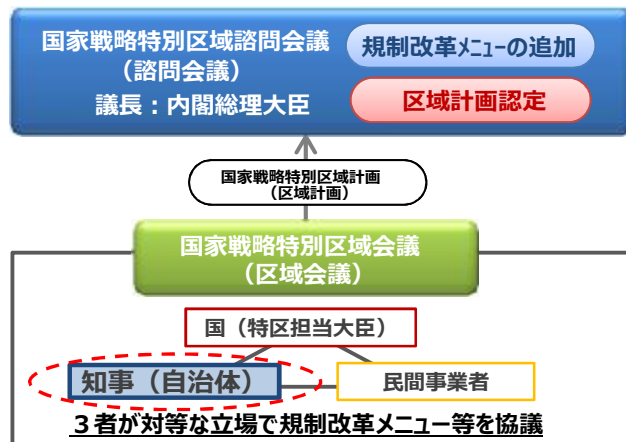 国家戦略特別区域諮問会議
（諮問会議）
議長：内閣総理大臣
規制改革メニューの追加
区域計画認定
国家戦略特別区域計画
（区域計画）
国家戦略特別区域会議
（区域会議）
国（特区担当大臣）
知事（自治体）
民間事業者
３者が対等な立場で規制改革メニュー等を協議